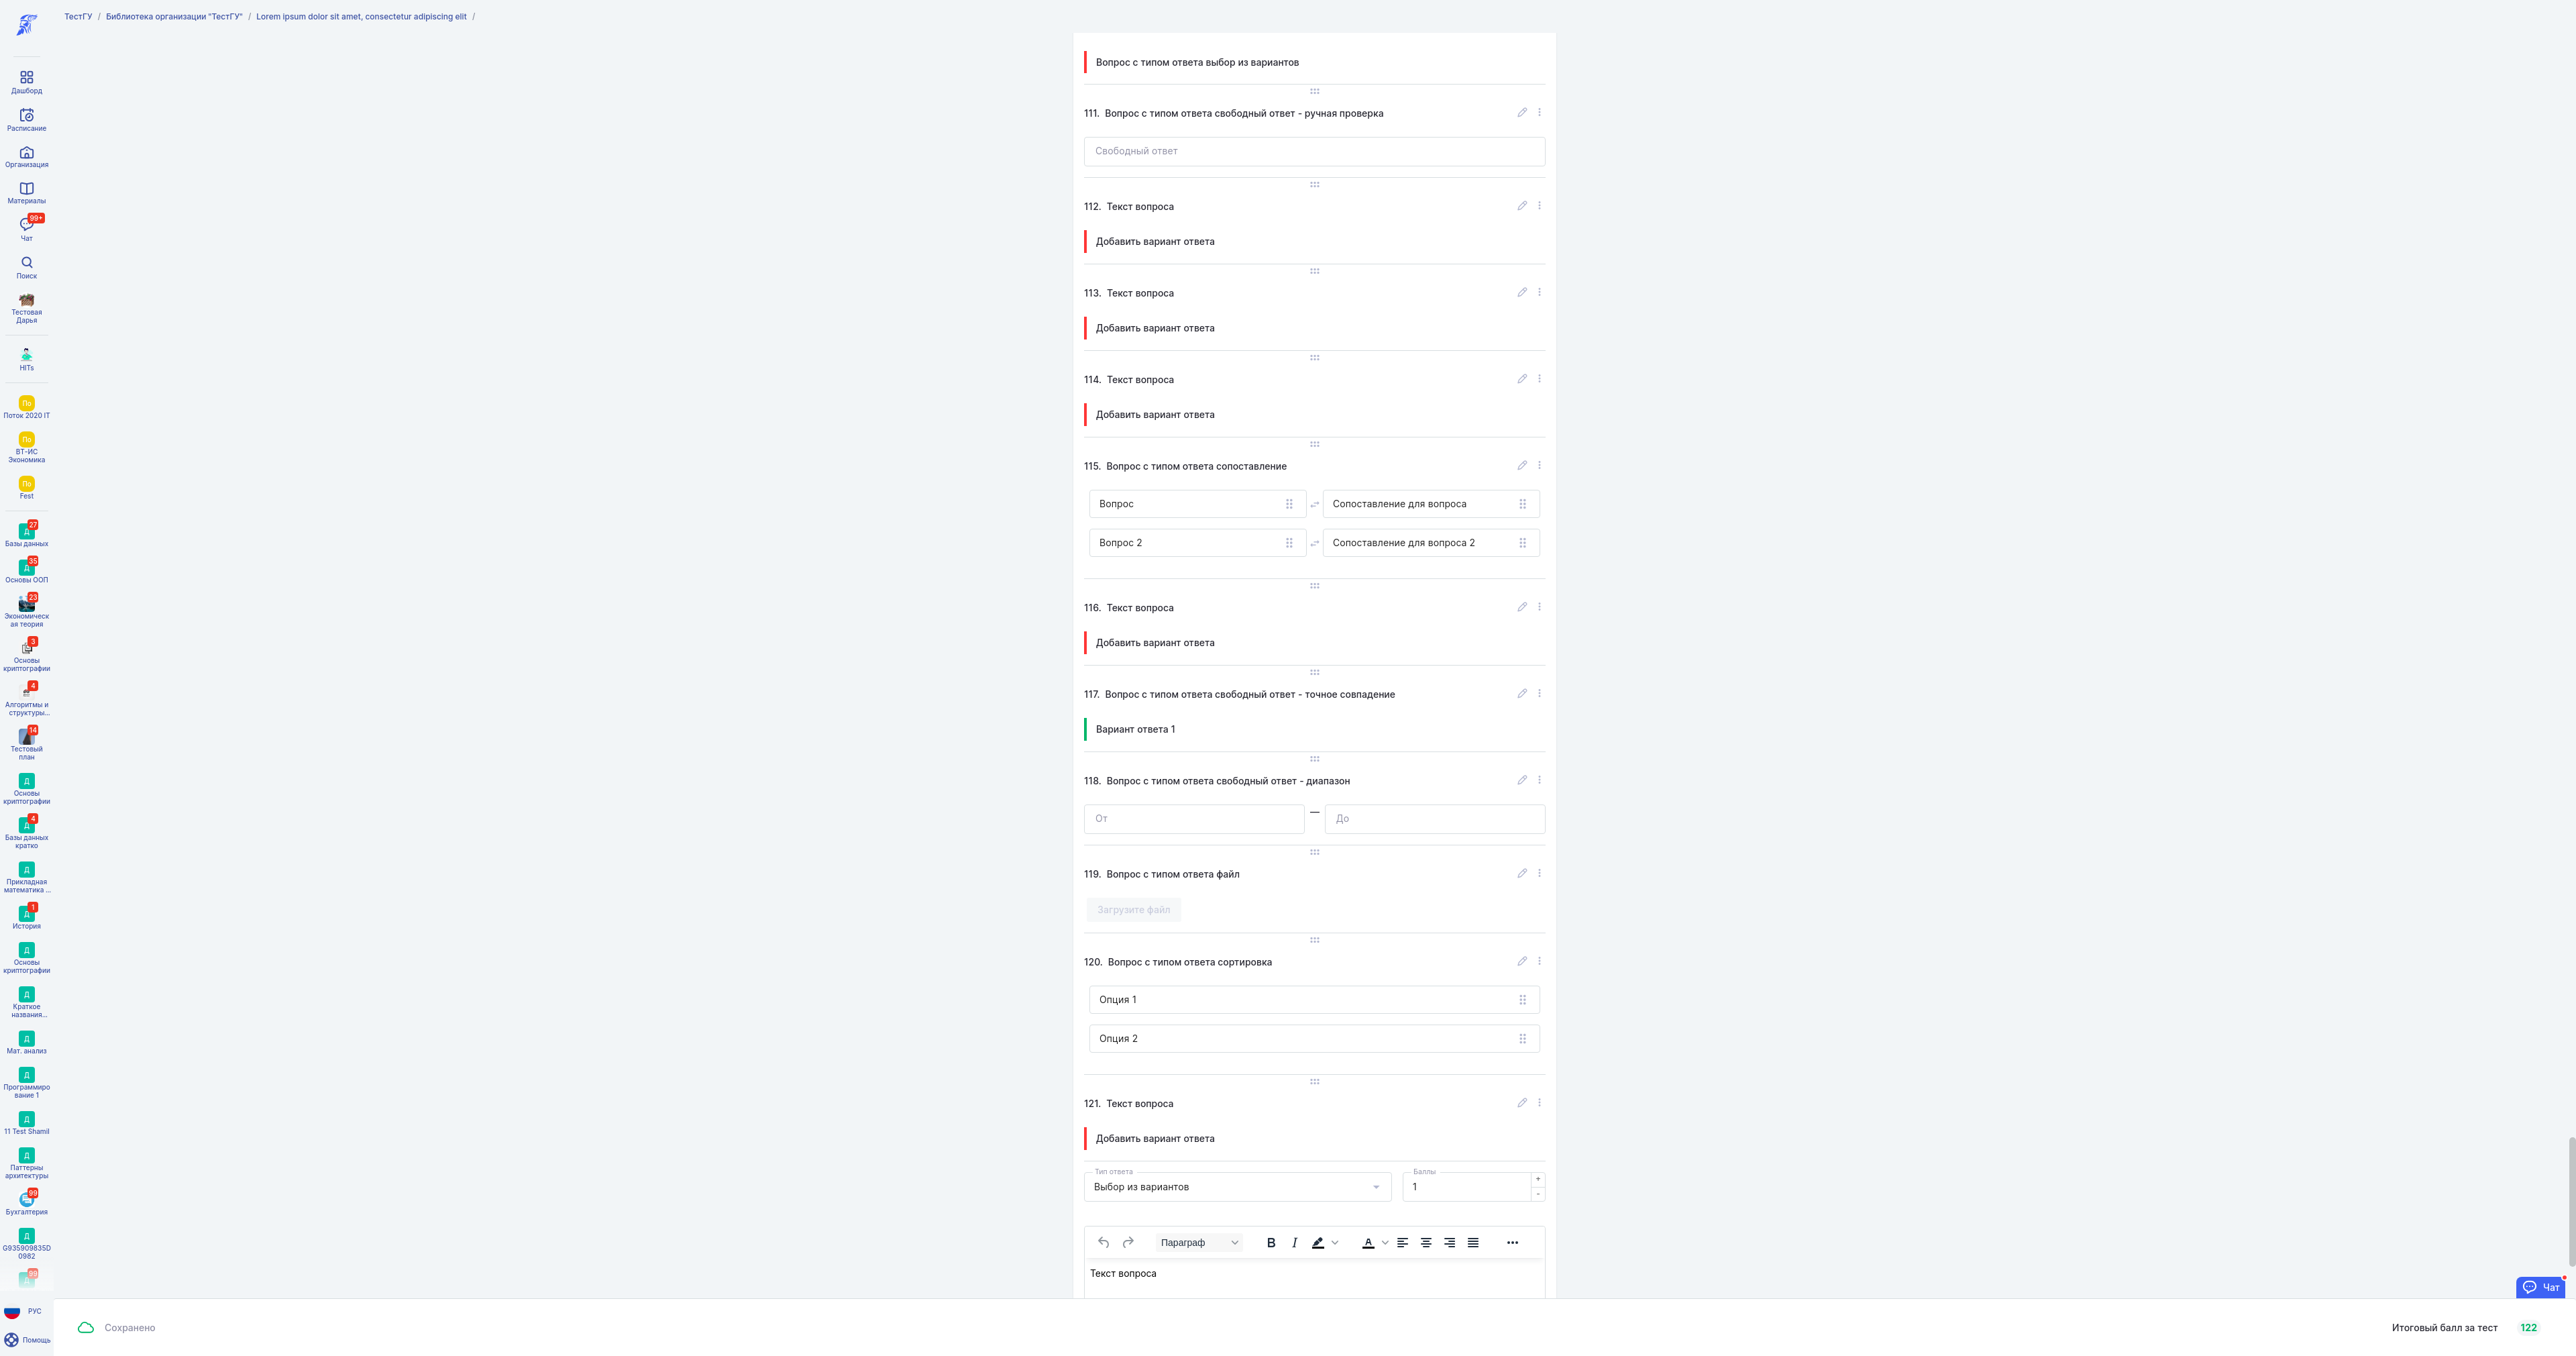 ТестГУ / Библиотека организации "ТестГУ" / Lorem ipsum dolor sit amet, consectetur adipiscing elit /
Дашборд
Расписание
Организация
Материалы
99+
Чат
Поиск
Тестовая
Дарья
HITs
По
Поток 2020 IT
По
ВТ-ИС
Экономика
По
Fest
27
Д
Базы данных
35
Д
Основы ООП
23
Экономическ
ая теория
3
Основы
криптографии
4
Алгоритмы и
структуры...
14
Тестовый
план
Д
Основы
криптографии
4
Д
Базы данных
кратко
Д
Прикладная
математика ...
1
Д
История
Д
Основы
криптографии
Д
Краткое
названия...
Д
Мат. анализ
Д
Программиро
вание 1
Д
11 Test Shamil
Д
Паттерны
архитектуры
99
Бухгалтерия
Д
G935909835D
0982
99
Д
РУС
Помощь
Вопрос с типом ответа выбор из вариантов
111. Вопрос с типом ответа свободный ответ - ручная проверка
Свободный ответ
112. Текст вопроса
Добавить вариант ответа
113. Текст вопроса
Добавить вариант ответа
114. Текст вопроса
Добавить вариант ответа
115. Вопрос с типом ответа сопоставление
Вопрос Сопоставление для вопроса
Вопрос 2 Сопоставление для вопроса 2
116. Текст вопроса
Добавить вариант ответа
117. Вопрос с типом ответа свободный ответ - точное совпадение
Вариант ответа 1
118. Вопрос с типом ответа свободный ответ - диапазон
От — До
119. Вопрос с типом ответа файл
Загрузите файл
120. Вопрос с типом ответа сортировка
Опция 1
Опция 2
121. Текст вопроса
Добавить вариант ответа
Тип ответа Баллы
Выбор из вариантов 1 + -
Параграф B I A
Текст вопроса
Чат
Сохранено Итоговый балл за тест 122